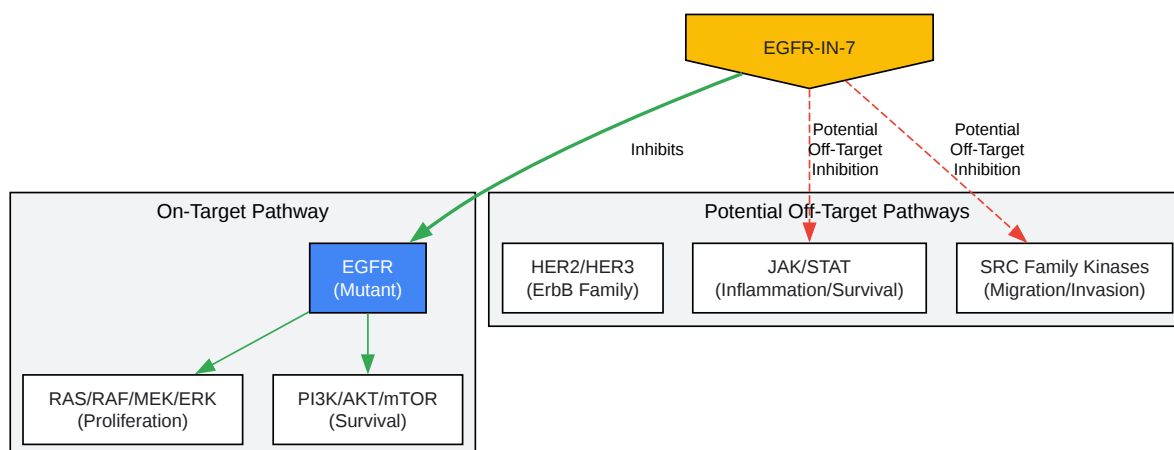 EGFR-IN-7
Inhibits
Potential
Off-Target
Inhibition
Potential
Off-Target
Inhibition
On-Target Pathway
Potential Off-Target Pathways
EGFR
(Mutant)
HER2/HER3
(ErbB Family)
JAK/STAT
(Inflammation/Survival)
SRC Family Kinases
(Migration/Invasion)
RAS/RAF/MEK/ERK
(Proliferation)
PI3K/AKT/mTOR
(Survival)